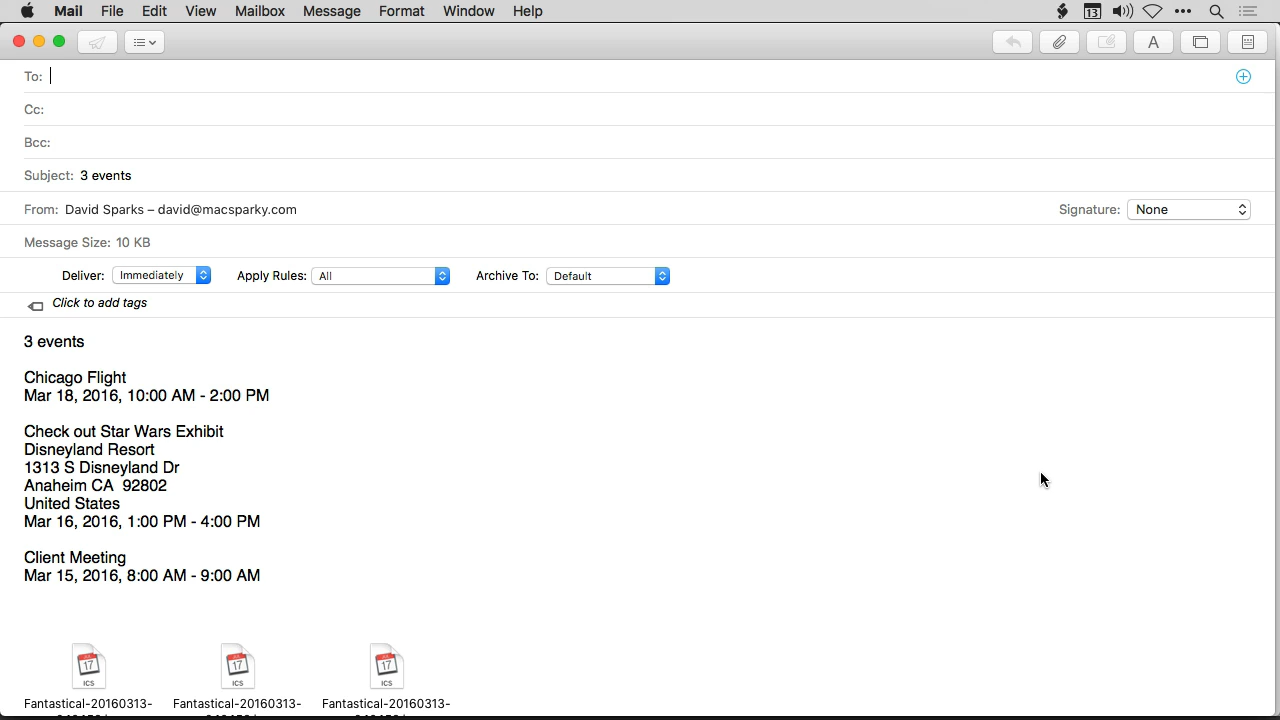 Mail File Edit View Mailbox Message Format Window Help 13
To:
Cc:
Bcc:
Subject: 3 events
From: David Sparks – david@macsparky.com Signature: None
Message Size: 10 KB
Deliver: Immediately Apply Rules: All Archive To: Default
Click to add tags
3 events
Chicago Flight
Mar 18, 2016, 10:00 AM - 2:00 PM
Check out Star Wars Exhibit
Disneyland Resort
1313 S Disneyland Dr
Anaheim CA  92802
United States
Mar 16, 2016, 1:00 PM - 4:00 PM
Client Meeting
Mar 15, 2016, 8:00 AM - 9:00 AM
17 17 17
ICS ICS ICS
Fantastical-20160313- Fantastical-20160313- Fantastical-20160313-